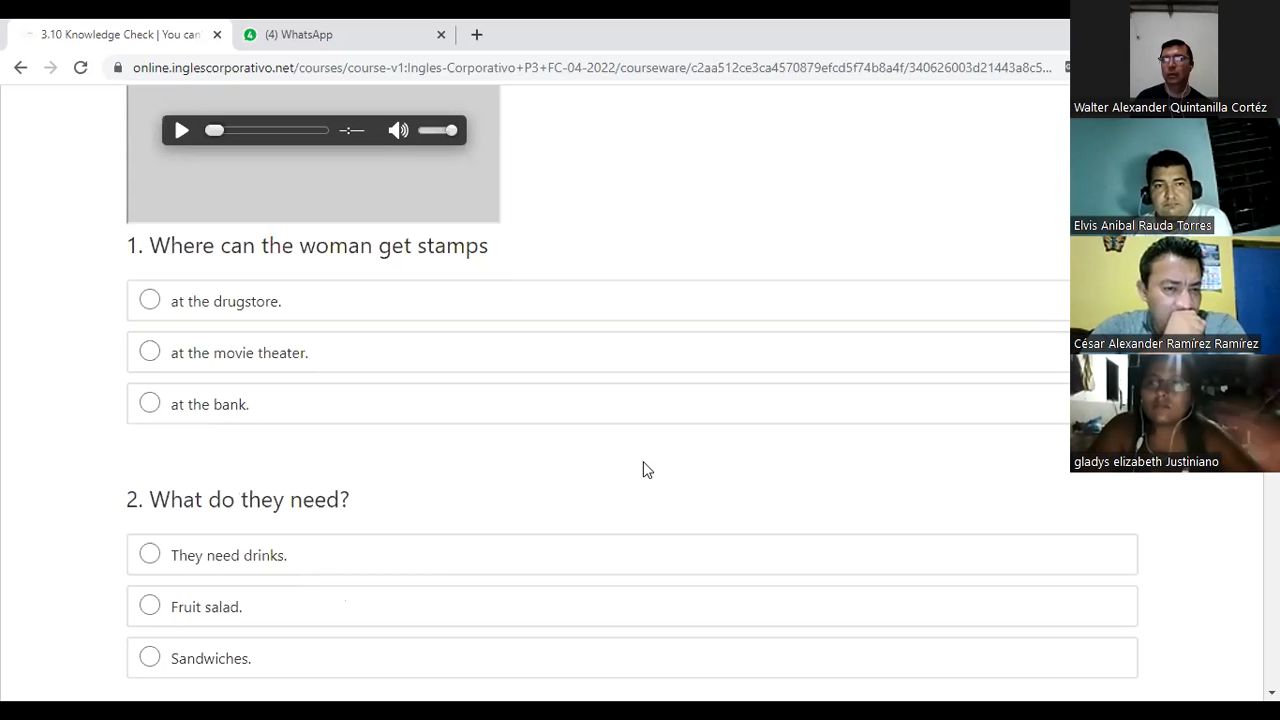 3.10 Knowledge Check | You can'
(4) WhatsApp
online.inglescorporativo.net/courses/course-v1:Ingles-Corporativo+P3+FC-04-2022/courseware/c2aa512ce3ca4570879efcd5f74b8a4f/340626003d21443a8c5...
-:--
1. Where can the woman get stamps
at the drugstore.
at the movie theater.
at the bank.
2. What do they need?
They need drinks.
Fruit salad.
Sandwiches.
Walter Alexander Quintanilla Cortéz
Elvis Anibal Rauda Torres
César Alexander Ramírez Ramírez
gladys elizabeth Justiniano